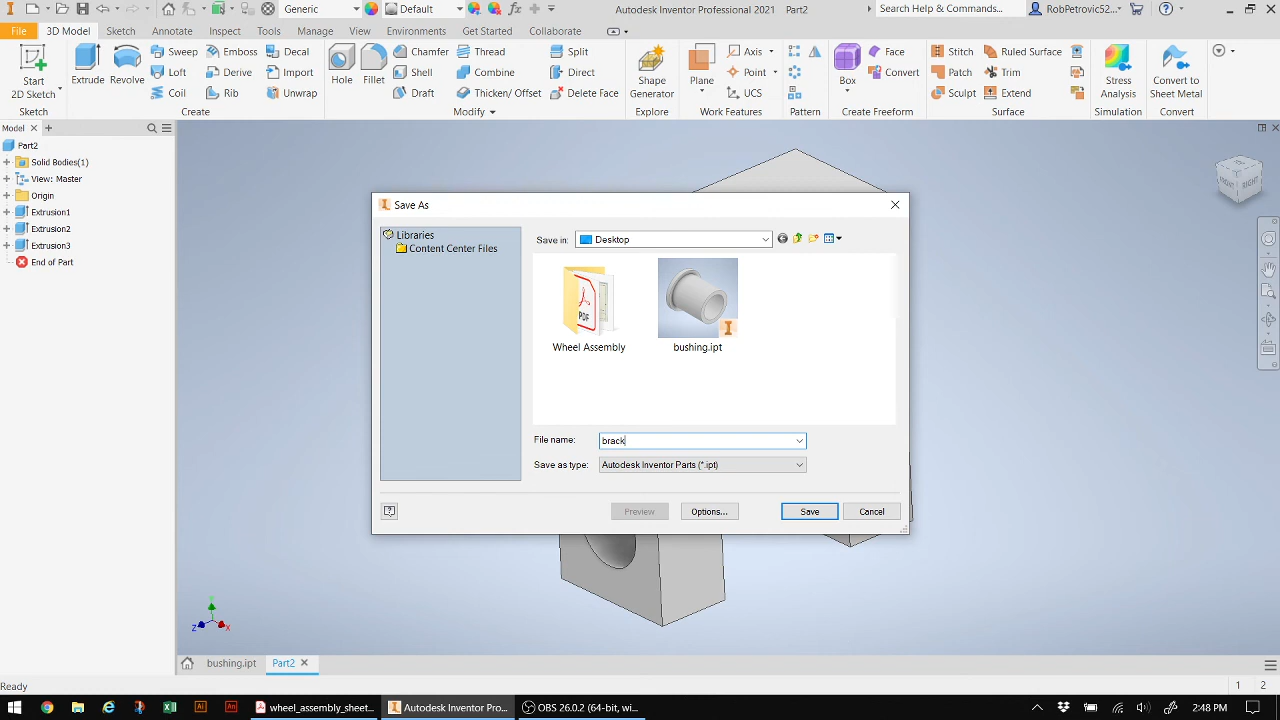 Generic
Default
Autodesk Inventor Professional 2021 Part2
Search Help & Commands...
RobPetrovic52...
File
3D Model
Sketch
Annotate
Inspect
Tools
Manage
View
Environments
Get Started
Collaborate
Start
2D Sketch
Sketch
Extrude
Revolve
Sweep
Loft
Coil
Emboss
Derive
Rib
Decal
Import
Unwrap
Create
Hole
Fillet
Chamfer
Shell
Draft
Thread
Combine
Thicken/ Offset
Split
Direct
Delete Face
Modify
Shape
Generator
Explore
Plane
Axis
Point
UCS
Work Features
Pattern
Box
Face
Convert
Create Freeform
Stitch
Patch
Sculpt
Ruled Surface
Trim
Extend
Surface
Stress
Analysis
Simulation
Convert to
Sheet Metal
Convert
Model
Part2
Solid Bodies(1)
View: Master
Origin
Extrusion1
Extrusion2
Extrusion3
End of Part
FRONT
RIGHT
Save As
Libraries
Content Center Files
Save in:
Desktop
PDF
Wheel Assembly
bushing.ipt
File name:
brack
Save as type:
Autodesk Inventor Parts (*.ipt)
Preview
Options...
Save
Cancel
Z
X
bushing.ipt
Part2
Ready
1
2
wheel_assembly_sheet...
Autodesk Inventor Pro...
OBS 26.0.2 (64-bit, wi...
2:48 PM